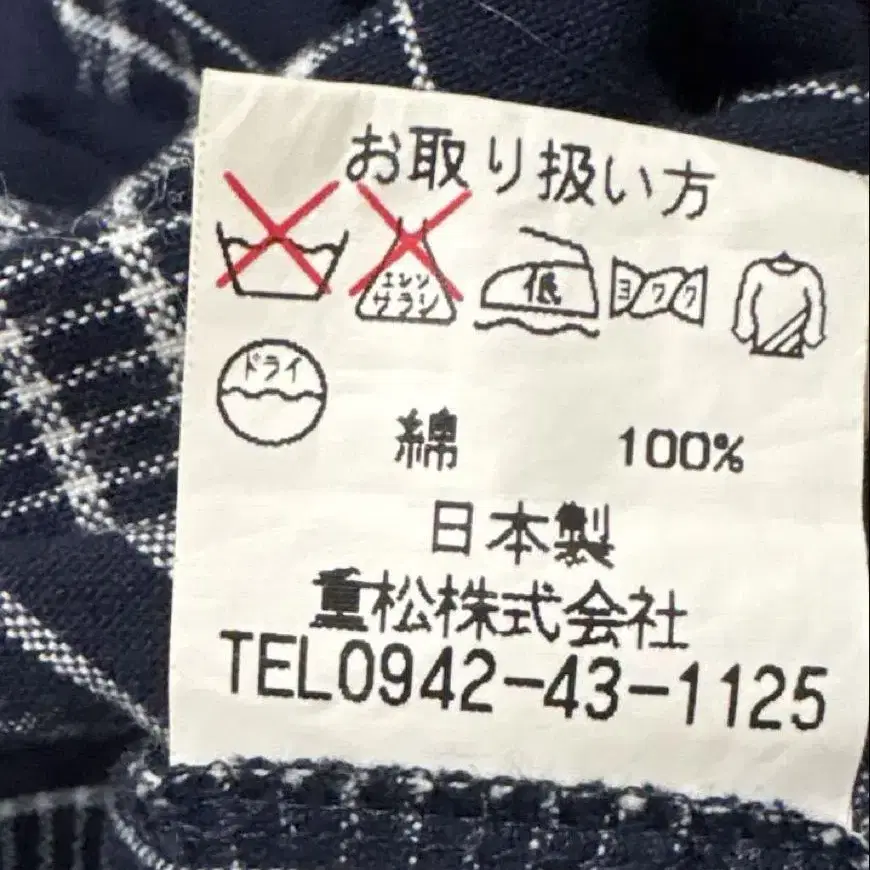 お取り扱い方
エンソ サラシ 低 ヨワク
ドライ
綿 100%
日本製
重松株式会社
TEL0942-43-1125